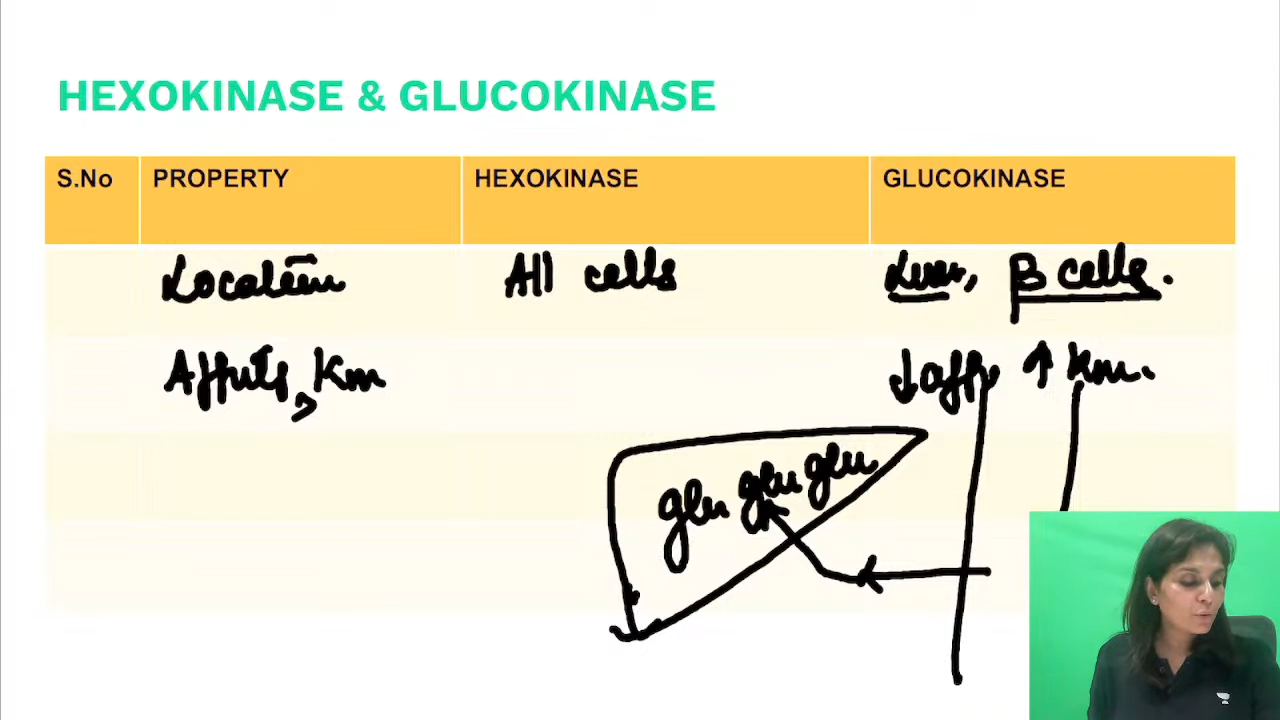 HEXOKINASE & GLUCOKINASE
S.No PROPERTY HEXOKINASE GLUCOKINASE
Location All cells Liver, β cells.
Affinity, Km ↓ aff ↑ Km.
glu glu glu